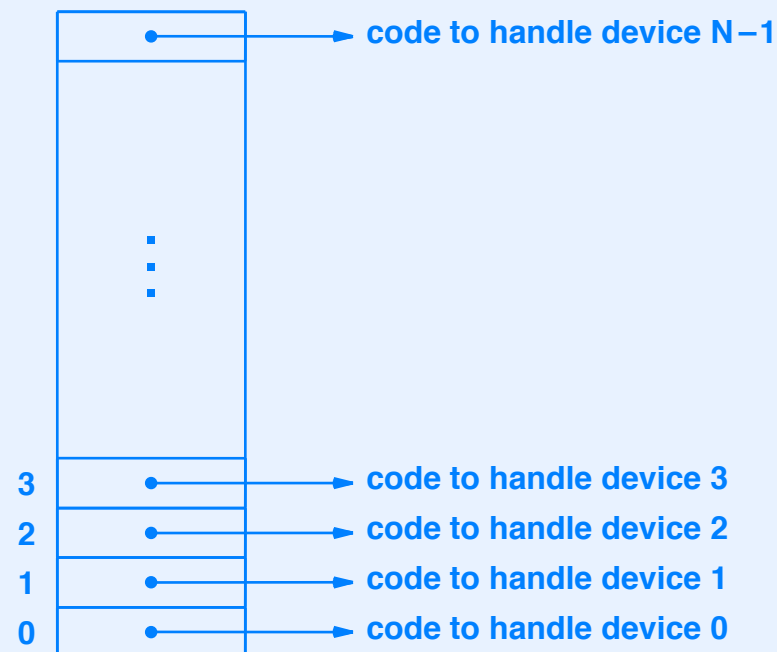 code to handle device N−1
3 code to handle device 3
2 code to handle device 2
1 code to handle device 1
0 code to handle device 0